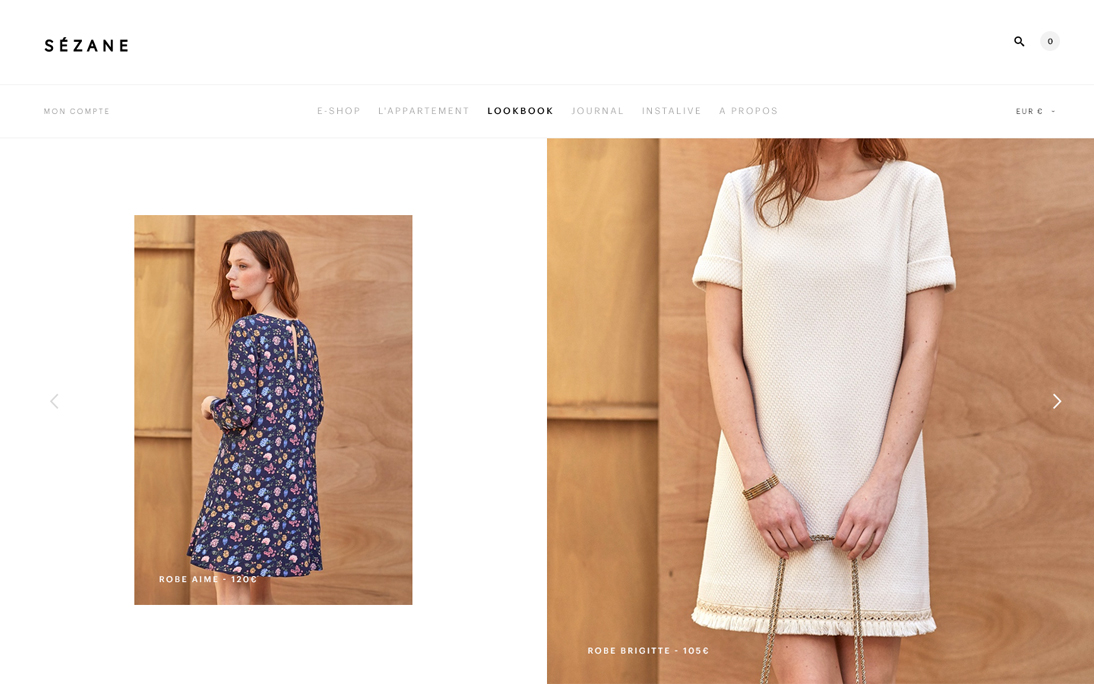 SÉZANE
0
MON COMPTE
E-SHOP L'APPARTEMENT LOOKBOOK JOURNAL INSTALIVE A PROPOS
EUR €
ROBE AIME - 120€
ROBE BRIGITTE - 105€